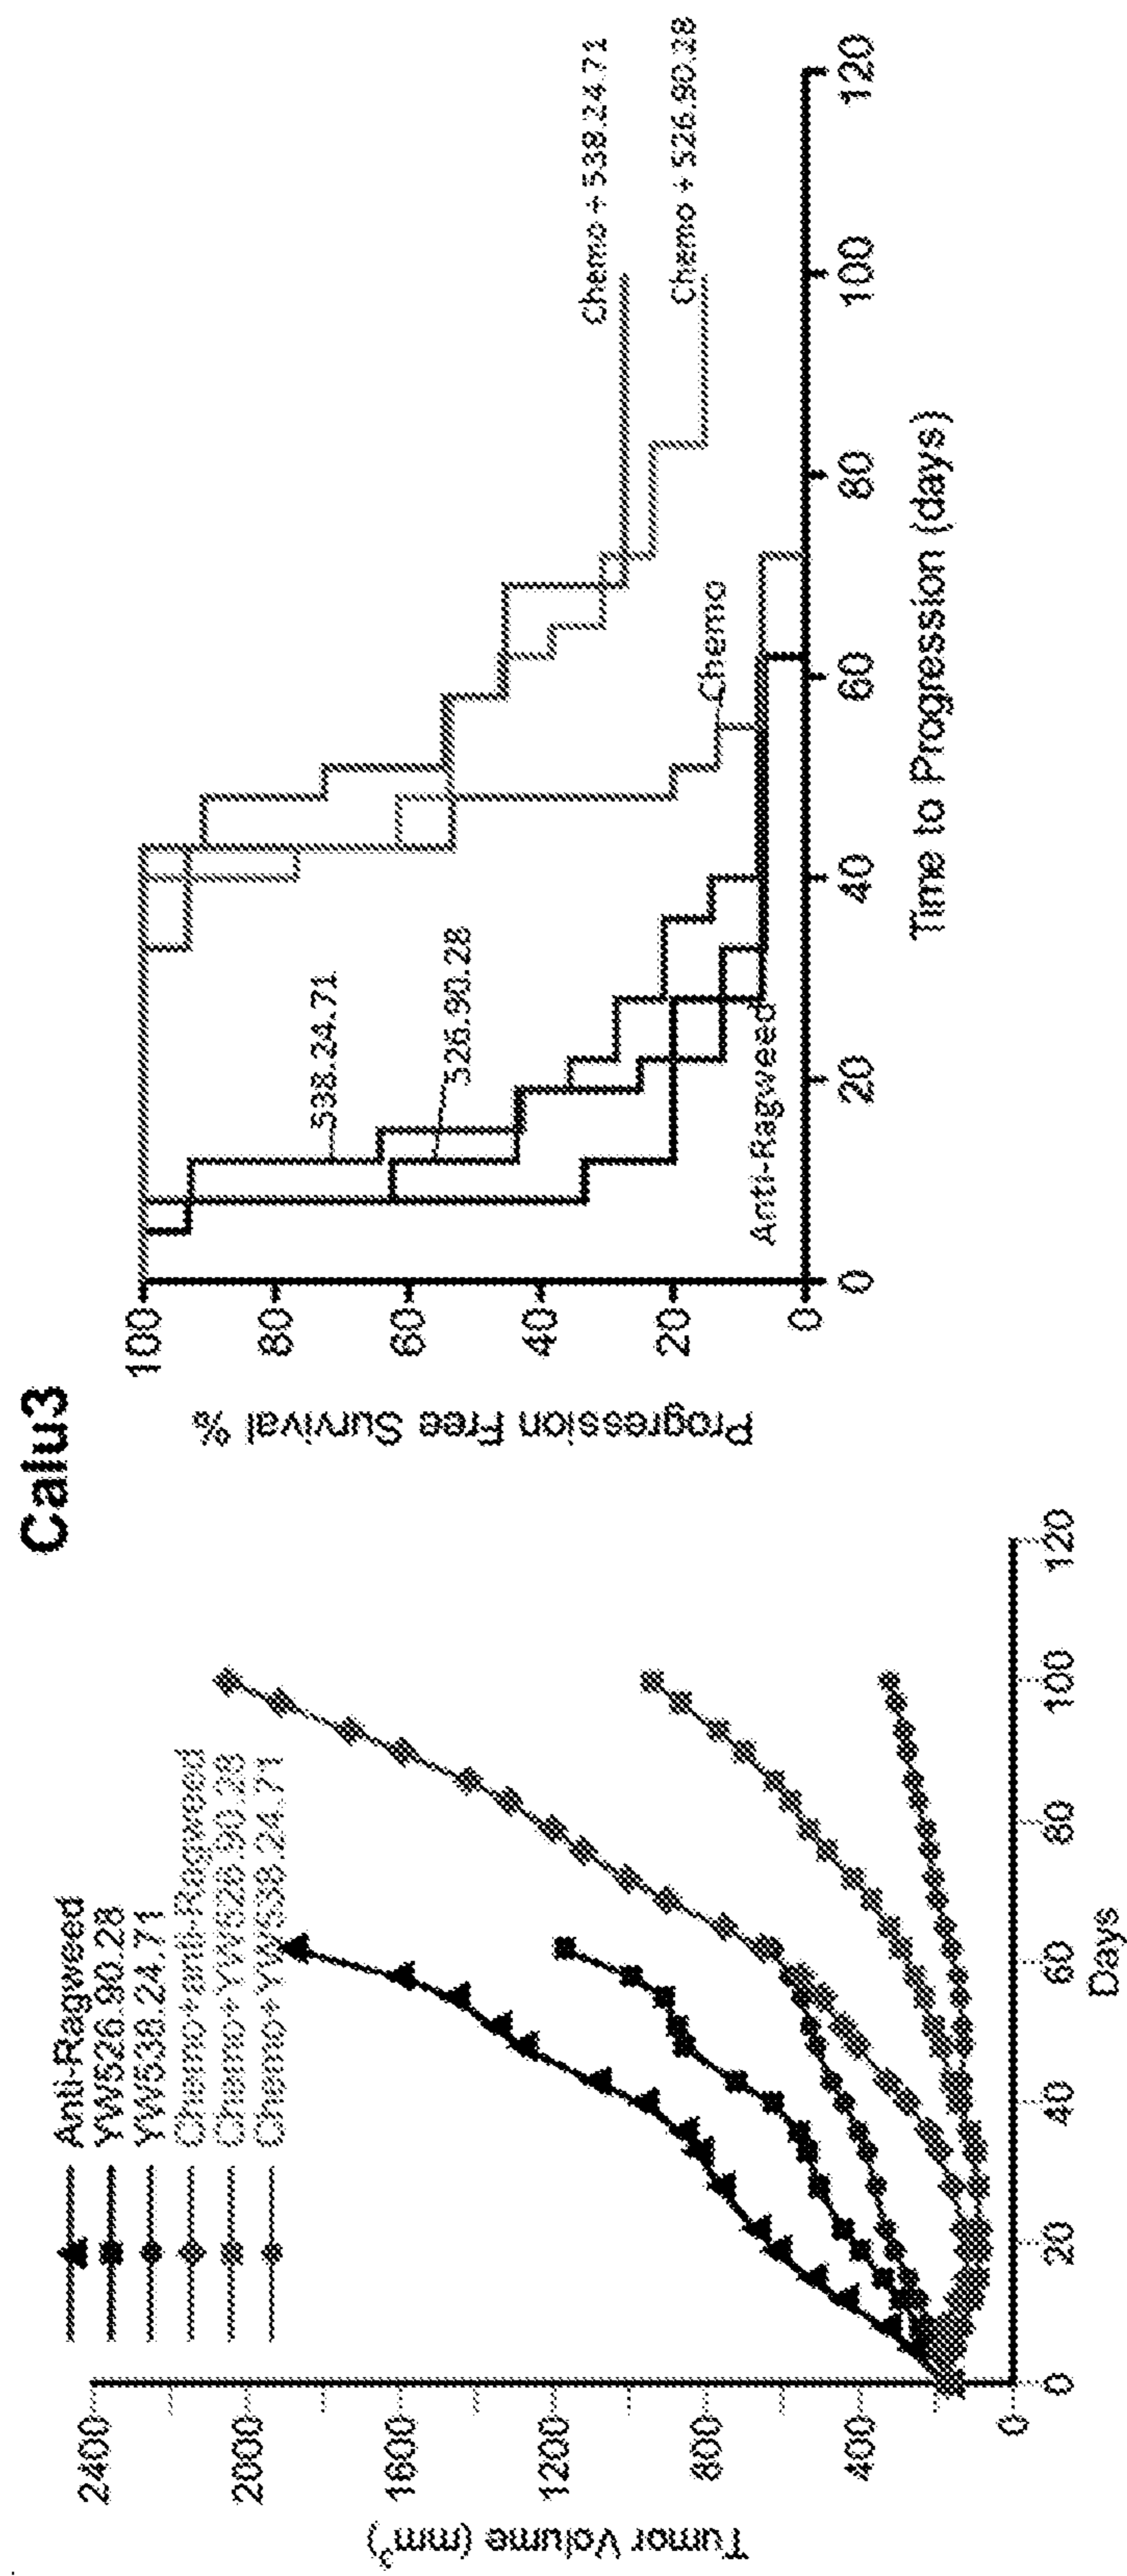 Calu3
Tumor Volume (mm³)
2400
2000
1600
1200
800
400
0
Anti-Ragweed
YW526.90.28
YW538.24.71
Chemo+anti-Ragweed
Chemo+YW526.90.28
Chemo+YW538.24.71
0
20
40
60
80
100
120
Days
Progression Free Survival %
100
80
60
40
20
0
538.24.71
526.90.28
Anti-Ragweed
Chemo
Chemo + 538.24.71
Chemo + 526.90.28
0
20
40
60
80
100
120
Time to Progression (days)